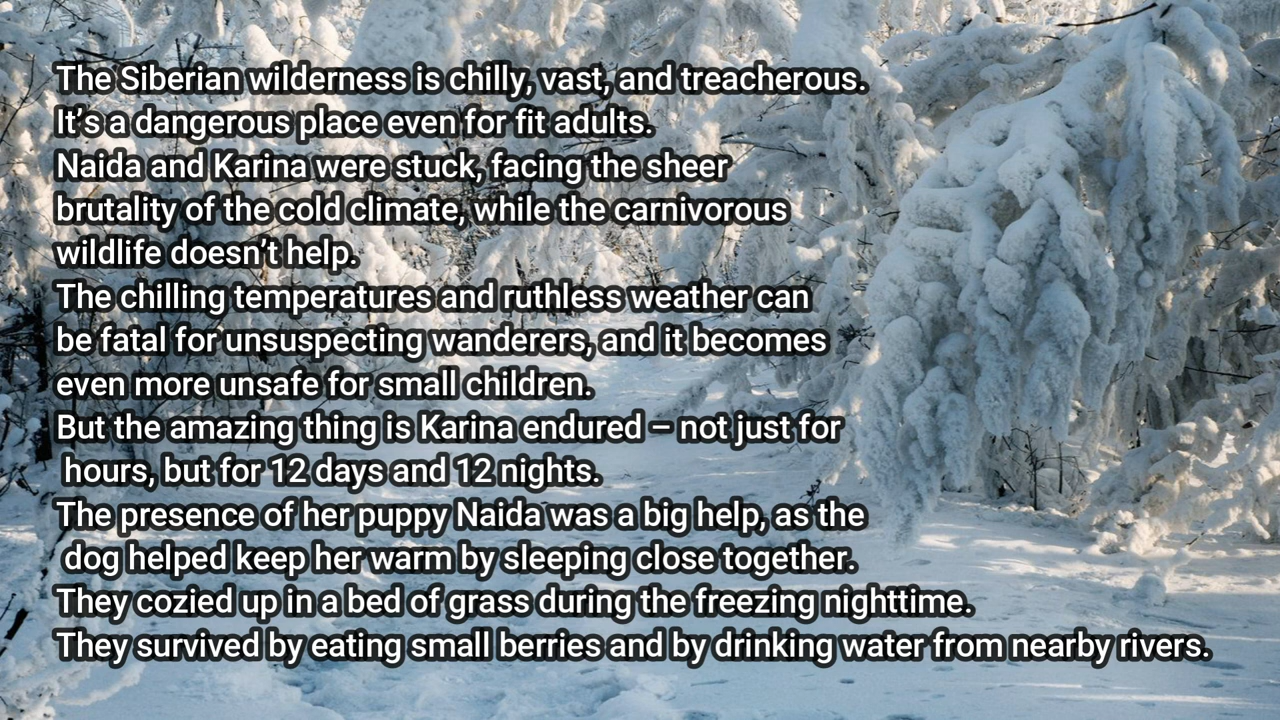 The Siberian wilderness is chilly, vast, and treacherous.
It’s a dangerous place even for fit adults.
Naida and Karina were stuck, facing the sheer
brutality of the cold climate, while the carnivorous
wildlife doesn’t help.
The chilling temperatures and ruthless weather can
be fatal for unsuspecting wanderers, and it becomes
even more unsafe for small children.
But the amazing thing is Karina endured – not just for
hours, but for 12 days and 12 nights.
The presence of her puppy Naida was a big help, as the
dog helped keep her warm by sleeping close together.
They cozied up in a bed of grass during the freezing nighttime.
They survived by eating small berries and by drinking water from nearby rivers.